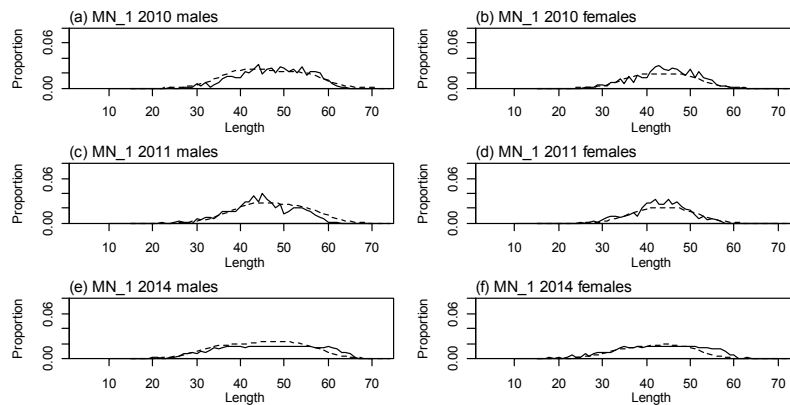 (a) MN_1 2010 males
(b) MN_1 2010 females
Proportion
0.00 0.06
10 20 30 40 50 60 70
Length
Proportion
0.00 0.06
10 20 30 40 50 60 70
Length
(c) MN_1 2011 males
(d) MN_1 2011 females
Proportion
0.00 0.06
10 20 30 40 50 60 70
Length
Proportion
0.00 0.06
10 20 30 40 50 60 70
Length
(e) MN_1 2014 males
(f) MN_1 2014 females
Proportion
0.00 0.06
10 20 30 40 50 60 70
Length
Proportion
0.00 0.06
10 20 30 40 50 60 70
Length